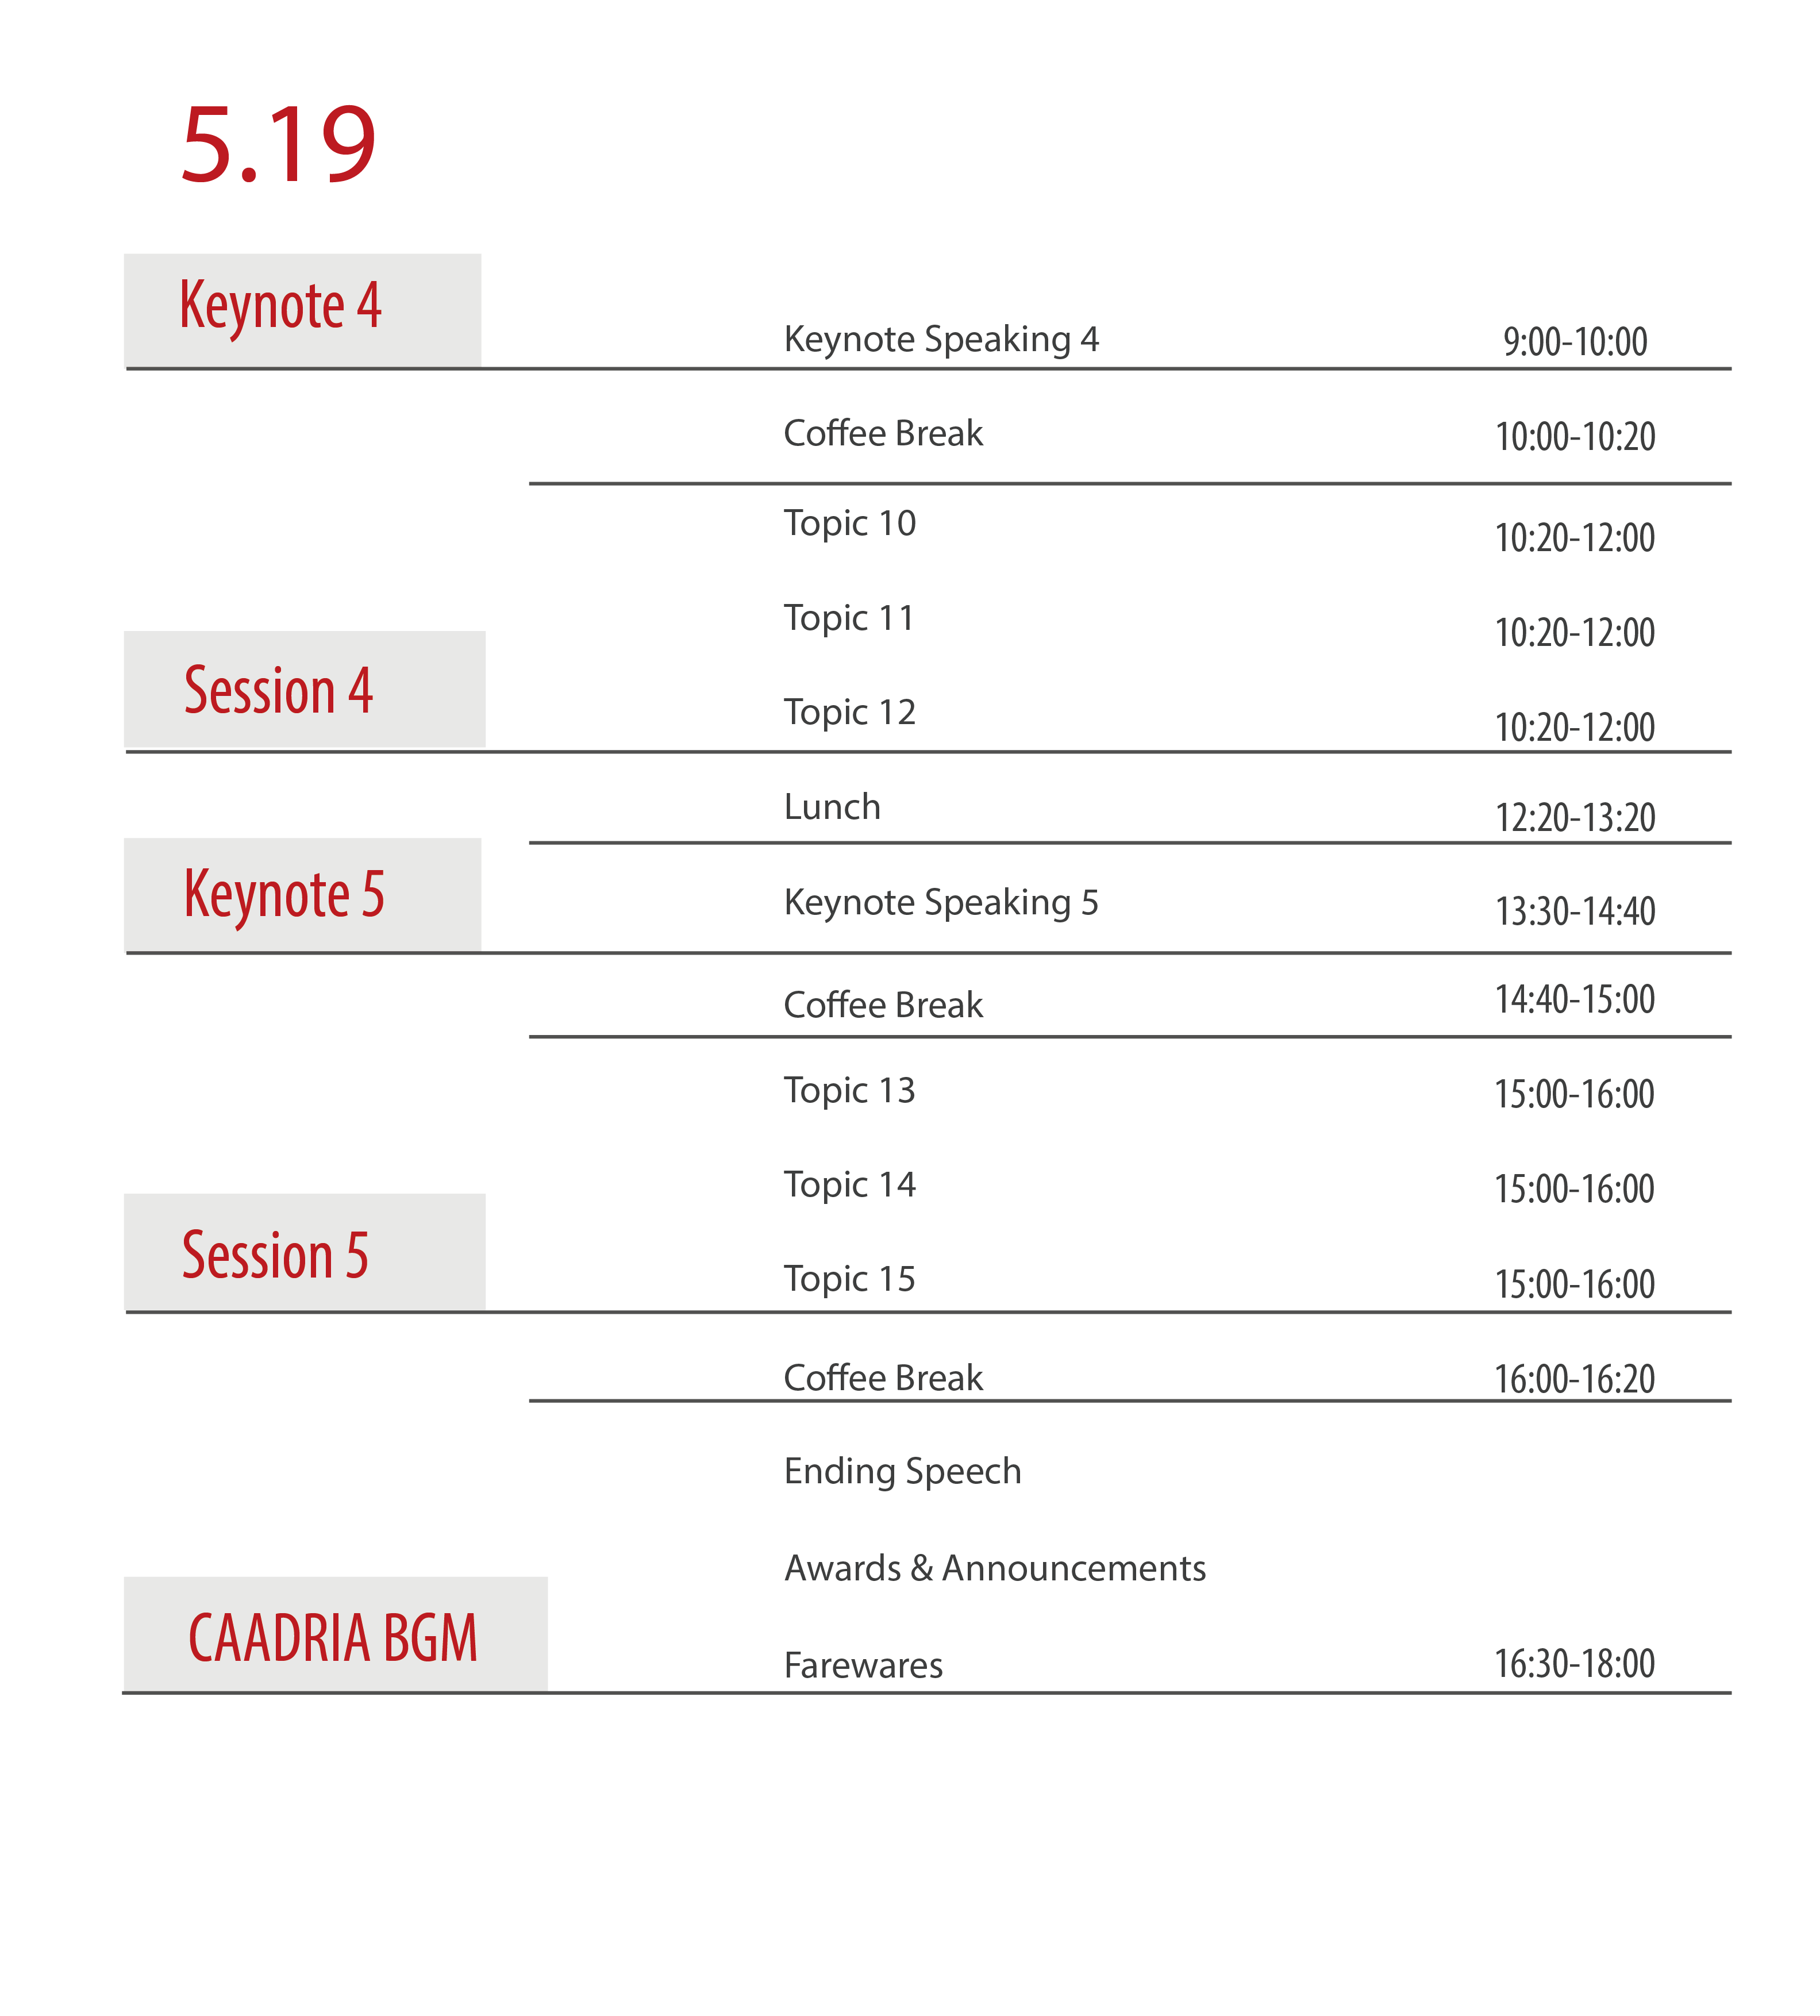 5.19
Keynote 4
Keynote Speaking 4 9:00-10:00
Coffee Break 10:00-10:20
Topic 10 10:20-12:00
Topic 11 10:20-12:00
Session 4
Topic 12 10:20-12:00
Lunch 12:20-13:20
Keynote 5
Keynote Speaking 5 13:30-14:40
Coffee Break 14:40-15:00
Topic 13 15:00-16:00
Topic 14 15:00-16:00
Session 5
Topic 15 15:00-16:00
Coffee Break 16:00-16:20
Ending Speech
Awards & Announcements
CAADRIA BGM
Farewares 16:30-18:00